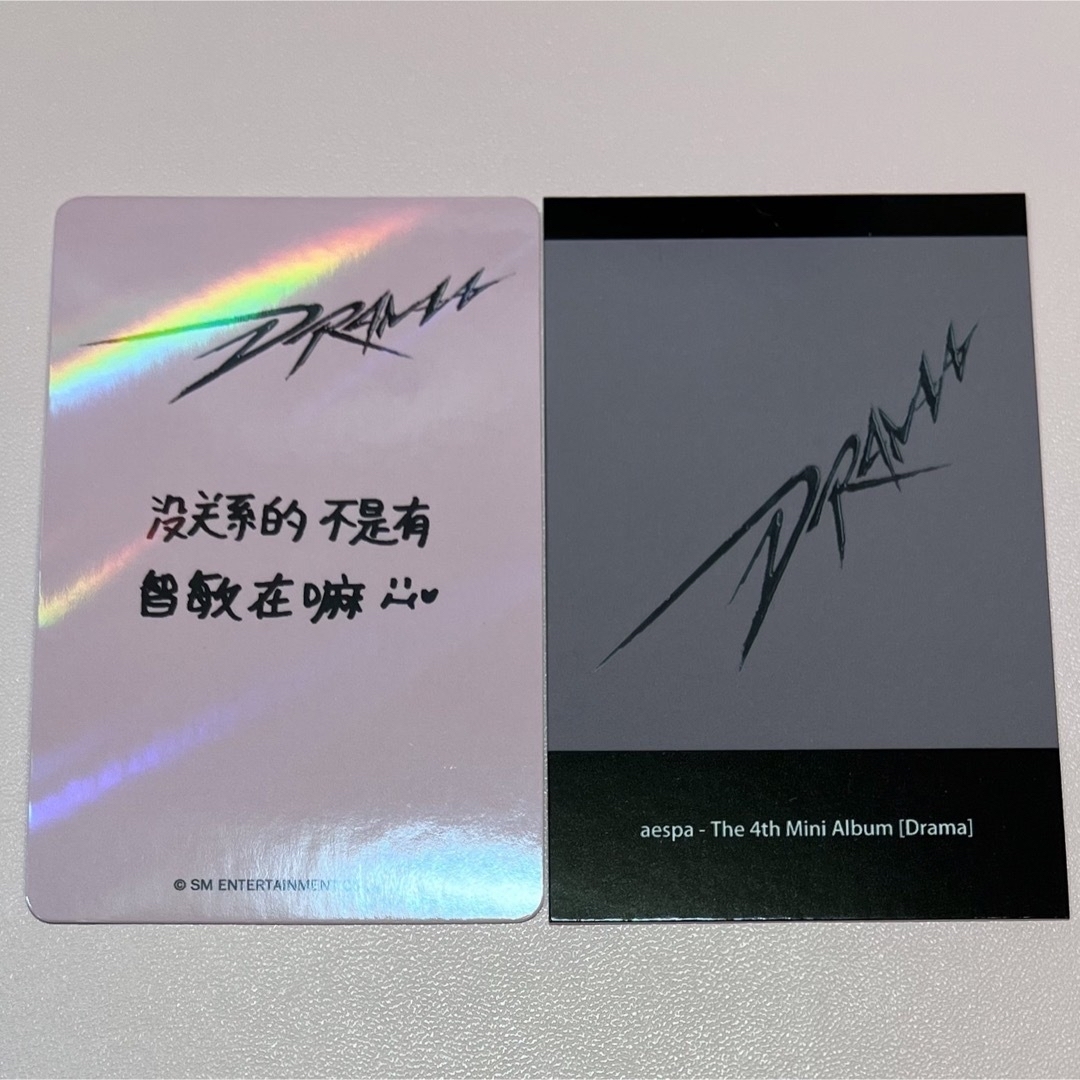 DRAMA
没关系的 不是有
智敏在嘛
© SM ENTERTAINMENT CO
DRAMA
aespa - The 4th Mini Album [Drama]